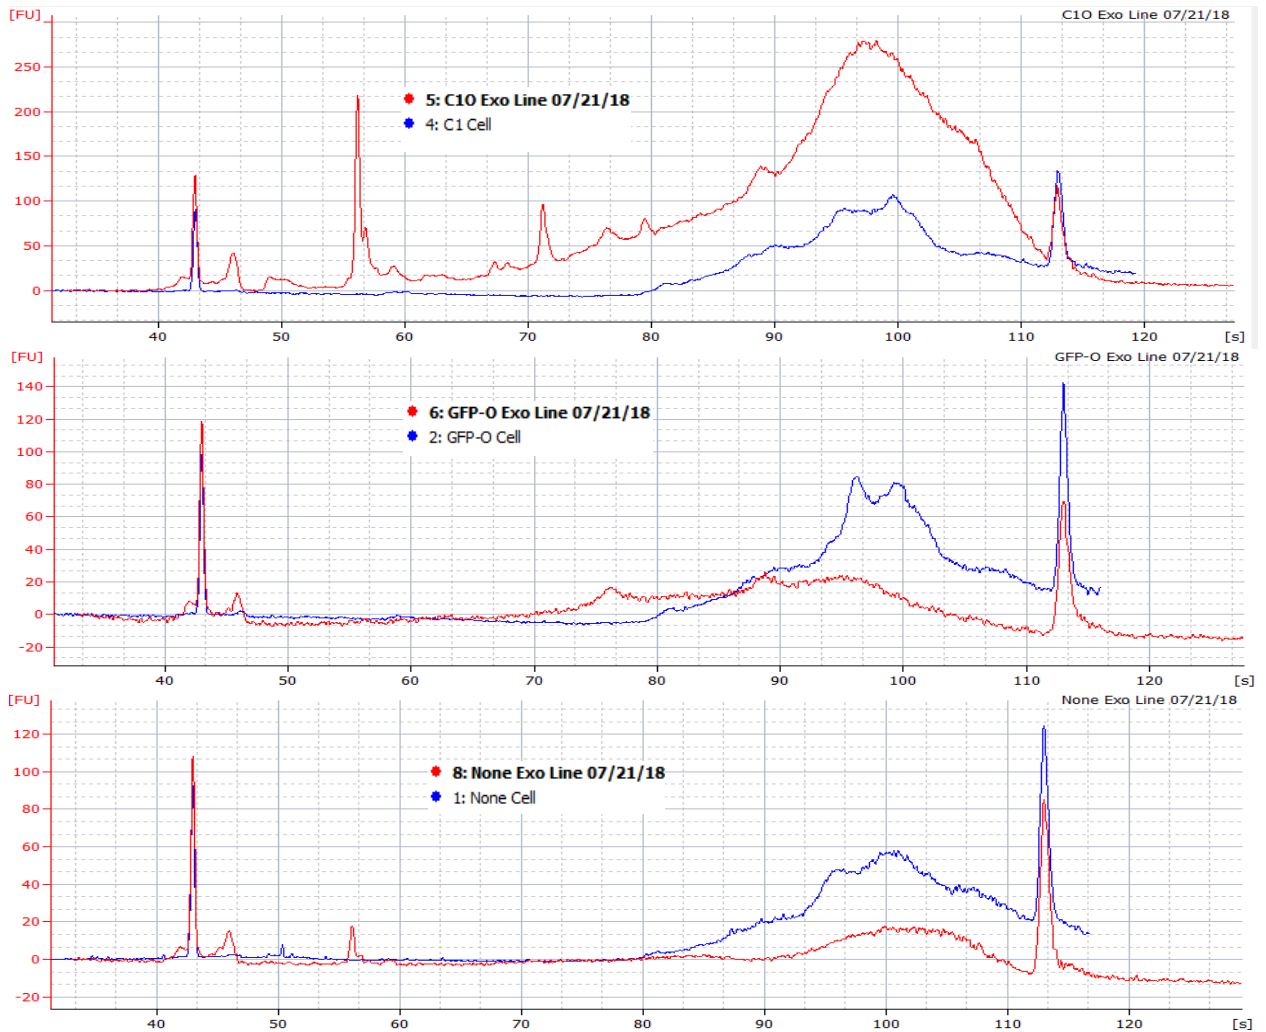 [FU]
C1O Exo Line 07/21/18
250
200
150
100
50
0
5: C1O Exo Line 07/21/18
4: C1 Cell
40 50 60 70 80 90 100 110 120 [s]
[FU]
GFP-O Exo Line 07/21/18
140
120
100
80
60
40
20
0
-20
6: GFP-O Exo Line 07/21/18
2: GFP-O Cell
40 50 60 70 80 90 100 110 120 [s]
[FU]
None Exo Line 07/21/18
120
100
80
60
40
20
0
-20
8: None Exo Line 07/21/18
1: None Cell
40 50 60 70 80 90 100 110 120 [s]